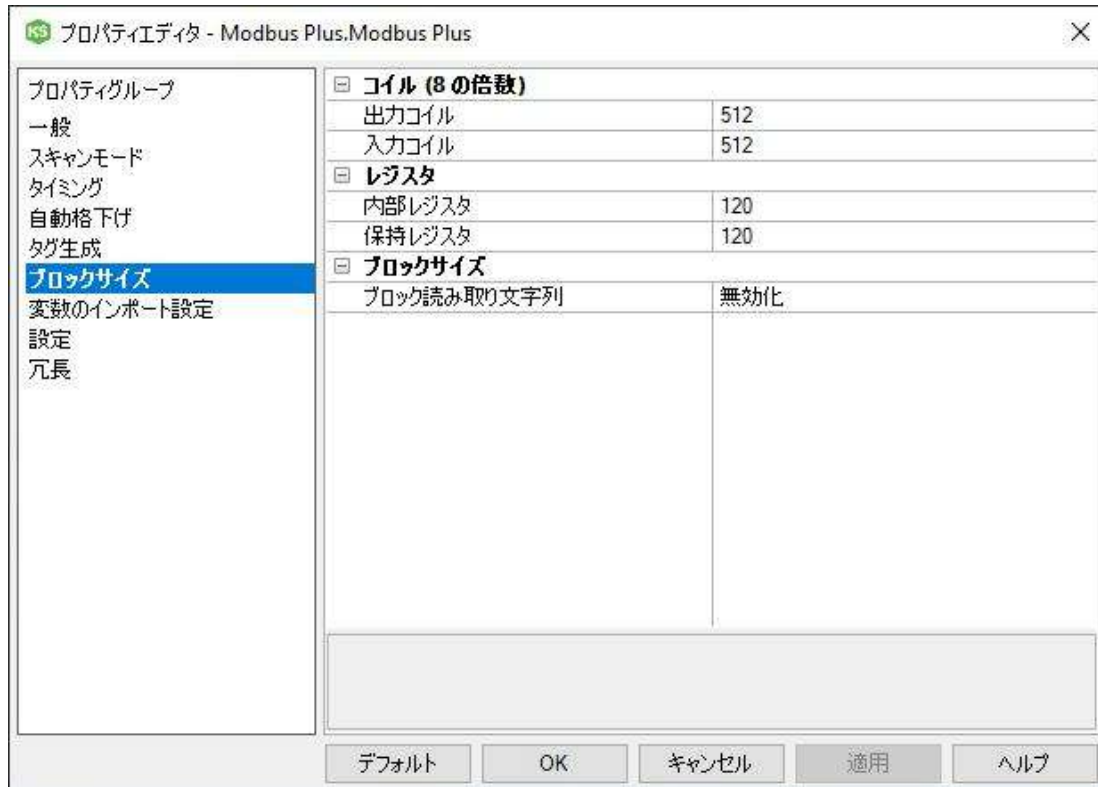 KS プロパティエディタ - Modbus Plus.Modbus Plus
プロパティグループ
一般
スキャンモード
タイミング
自動格下げ
タグ生成
ブロックサイズ
変数のインポート設定
設定
冗長
コイル (8 の倍数)
出力コイル 512
入力コイル 512
レジスタ
内部レジスタ 120
保持レジスタ 120
ブロックサイズ
ブロック読み取り文字列 無効化
デフォルト OK キャンセル 適用 ヘルプ